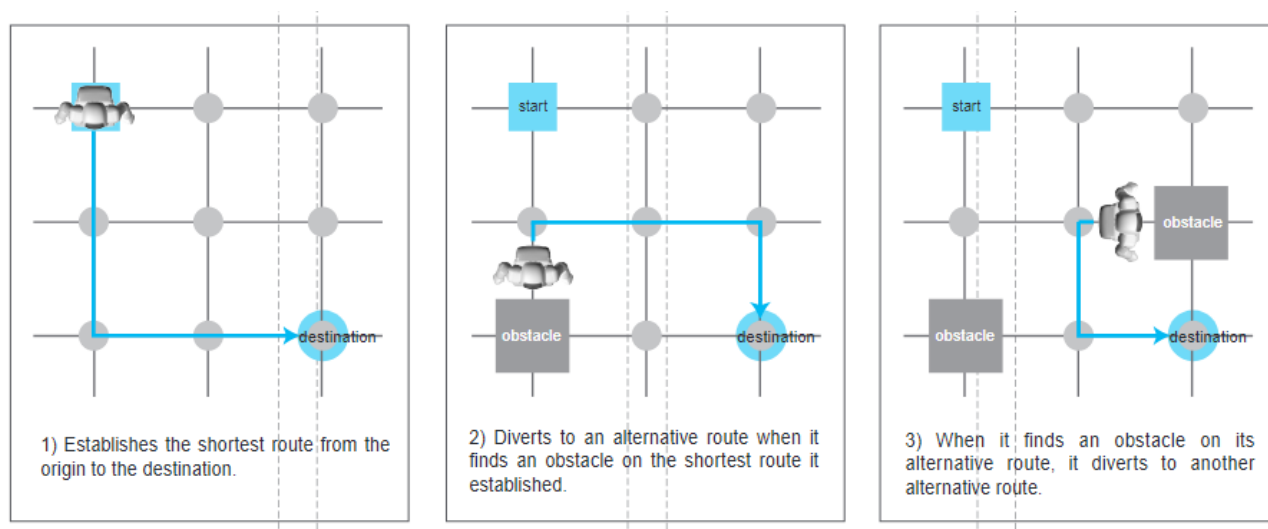 destination
1) Establishes the shortest route from the
origin to the destination.
start
obstacle
destination
2) Diverts to an alternative route when it
finds an obstacle on the shortest route it
established.
start
obstacle
obstacle
destination
3) When it finds an obstacle on its
alternative route, it diverts to another
alternative route.